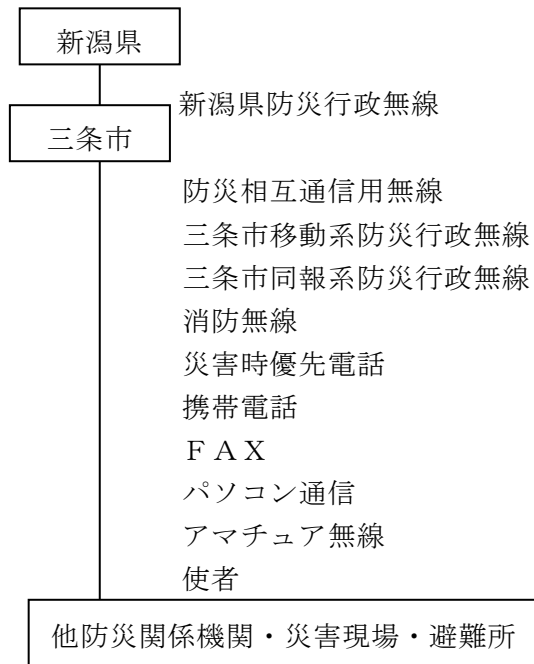 新潟県
新潟県防災行政無線
三条市
防災相互通信用無線
三条市移動系防災行政無線
三条市同報系防災行政無線
消防無線
災害時優先電話
携帯電話
ＦＡＸ
パソコン通信
アマチュア無線
使者
他防災関係機関・災害現場・避難所